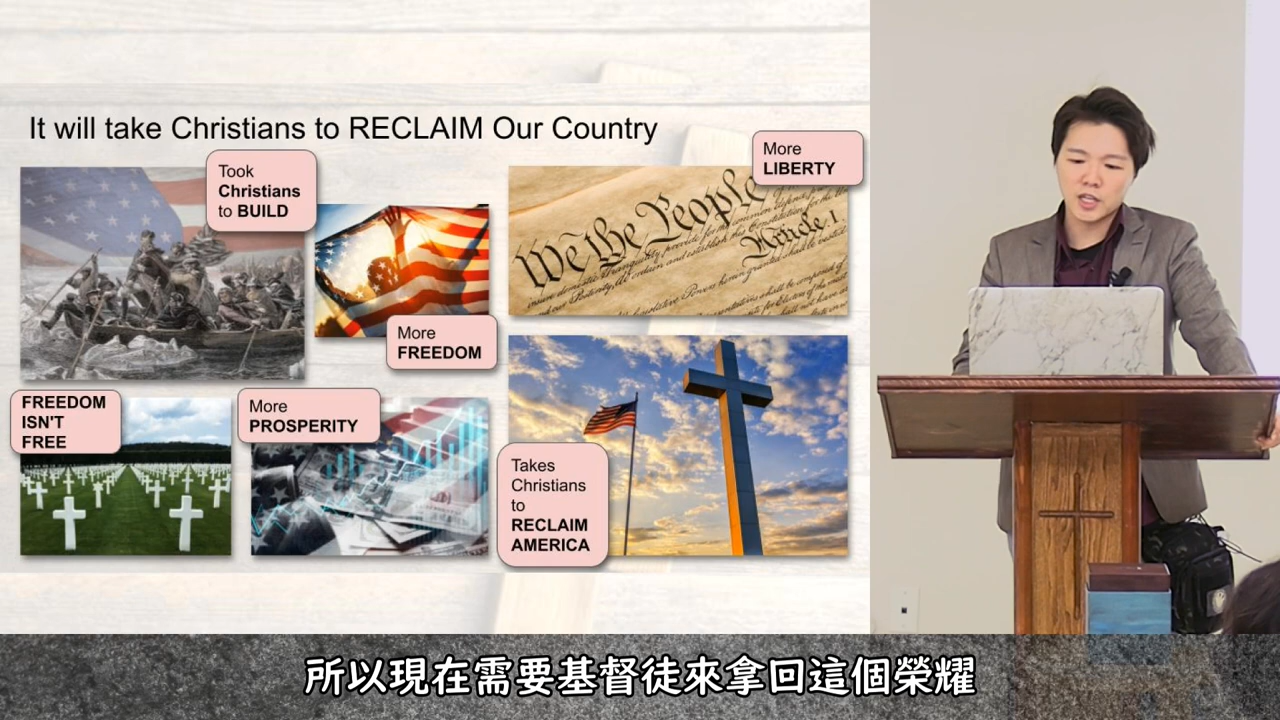 It will take Christians to RECLAIM Our Country
Took
Christians
to BUILD
More
FREEDOM
More
LIBERTY
We the People
Article I.
FREEDOM
ISN'T
FREE
More
PROSPERITY
Takes
Christians
to
RECLAIM
AMERICA
所以現在需要基督徒來拿回這個榮耀